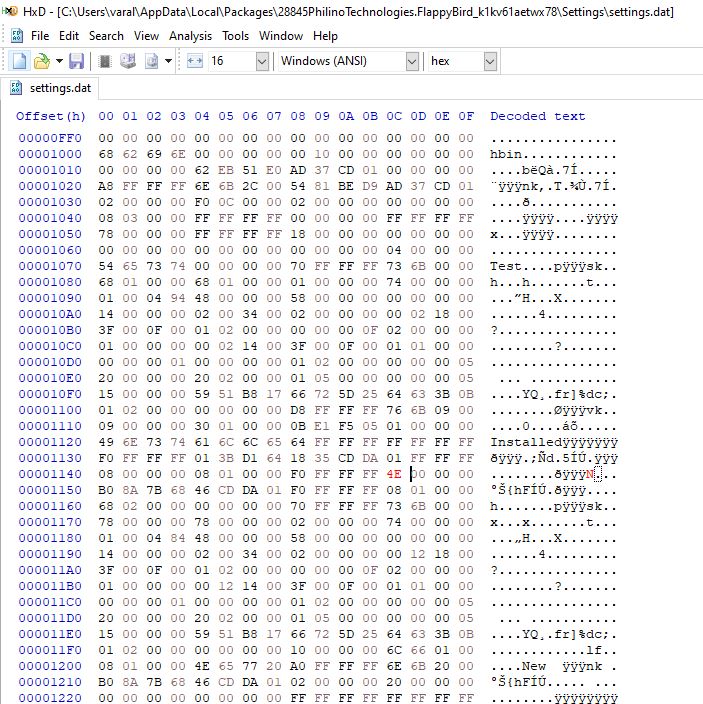 HxD - [C:\Users\varal\AppData\Local\Packages\28845PhilinoTechnologies.FlappyBird_k1kv61aetwx78\Settings\settings.dat]
File Edit Search View Analysis Tools Window Help
16 Windows (ANSI) hex
settings.dat
Offset(h) 00 01 02 03 04 05 06 07 08 09 0A 0B 0C 0D 0E 0F Decoded text
00000FF0 00 00 00 00 00 00 00 00 00 00 00 00 00 00 00 00 ................
00001000 68 62 69 6E 00 00 00 00 00 10 00 00 00 00 00 00 hbin............
00001010 00 00 00 00 62 EB 51 E0 AD 37 CD 01 00 00 00 00 ....bëQà.7Í.....
00001020 A8 FF FF FF 6E 6B 2C 00 54 81 BE D9 AD 37 CD 01 ¨ÿÿÿnk,.T.¾Ù.7Í.
00001030 02 00 00 00 F0 0C 00 00 02 00 00 00 00 00 00 00 ....ð...........
00001040 08 03 00 00 FF FF FF FF 00 00 00 00 FF FF FF FF ....ÿÿÿÿ....ÿÿÿÿ
00001050 78 00 00 00 FF FF FF FF 18 00 00 00 00 00 00 00 x...ÿÿÿÿ........
00001060 00 00 00 00 00 00 00 00 00 00 00 00 04 00 00 00 ................
00001070 54 65 73 74 00 00 00 00 70 FF FF FF 73 6B 00 00 Test....pÿÿÿsk..
00001080 68 01 00 00 68 01 00 00 01 00 00 00 74 00 00 00 h...h.......t...
00001090 01 00 04 94 48 00 00 00 58 00 00 00 00 00 00 00 ...”H...X.......
000010A0 14 00 00 00 02 00 34 00 02 00 00 00 00 02 18 00 ......4.........
000010B0 3F 00 0F 00 01 02 00 00 00 00 00 0F 02 00 00 00 ?...............
000010C0 01 00 00 00 00 02 14 00 3F 00 0F 00 01 01 00 00 ........?.......
000010D0 00 00 00 01 00 00 00 00 01 02 00 00 00 00 00 05 ................
000010E0 20 00 00 00 20 02 00 00 01 05 00 00 00 00 00 05 ... ...........
000010F0 15 00 00 00 59 51 B8 17 66 72 5D 25 64 63 3B 0B ....YQ¸.fr]%dc;.
00001100 01 02 00 00 00 00 00 00 D8 FF FF FF 76 6B 09 00 ........Øÿÿÿvk..
00001110 09 00 00 00 30 01 00 00 0B E1 F5 05 01 00 00 00 ....0....áõ.....
00001120 49 6E 73 74 61 6C 6C 65 64 FF FF FF FF FF FF FF Installedÿÿÿÿÿÿÿ
00001130 F0 FF FF FF 01 3B D1 64 18 35 CD DA 01 FF FF FF ðÿÿÿ.;Ñd.5ÍÚ.ÿÿÿ
00001140 08 00 00 00 08 01 00 00 F0 FF FF FF 4E 00 00 00 ........ðÿÿÿN...
00001150 B0 8A 7B 68 46 CD DA 01 F0 FF FF FF 08 01 00 00 °Š{hFÍÚ.ðÿÿÿ....
00001160 68 02 00 00 00 00 00 00 70 FF FF FF 73 6B 00 00 h.......pÿÿÿsk..
00001170 78 00 00 00 78 00 00 00 02 00 00 00 74 00 00 00 x...x.......t...
00001180 01 00 04 84 48 00 00 00 58 00 00 00 00 00 00 00 ...„H...X.......
00001190 14 00 00 00 02 00 34 00 02 00 00 00 00 12 18 00 ......4.........
000011A0 3F 00 0F 00 01 02 00 00 00 00 00 0F 02 00 00 00 ?...............
000011B0 01 00 00 00 00 12 14 00 3F 00 0F 00 01 01 00 00 ........?.......
000011C0 00 00 00 01 00 00 00 00 01 02 00 00 00 00 00 05 ................
000011D0 20 00 00 00 20 02 00 00 01 05 00 00 00 00 00 05 ... ...........
000011E0 15 00 00 00 59 51 B8 17 66 72 5D 25 64 63 3B 0B ....YQ¸.fr]%dc;.
000011F0 01 02 00 00 00 00 00 00 10 00 00 00 6C 66 01 00 ............lf..
00001200 08 01 00 00 4E 65 77 20 A0 FF FF FF 6E 6B 20 00 ....New  ÿÿÿnk .
00001210 B0 8A 7B 68 46 CD DA 01 02 00 00 00 20 00 00 00 °Š{hFÍÚ..... ...
00001220 00 00 00 00 00 00 00 00 FF FF FF FF FF FF FF FF ........ÿÿÿÿÿÿÿÿ